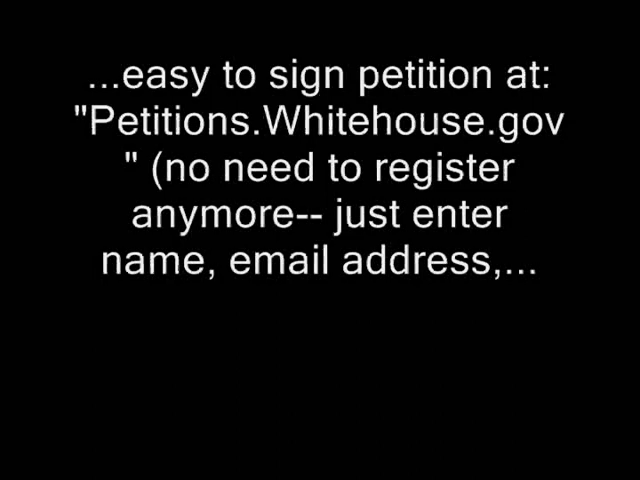 ...easy to sign petition at:
"Petitions.Whitehouse.gov
" (no need to register
anymore-- just enter
name, email address,...